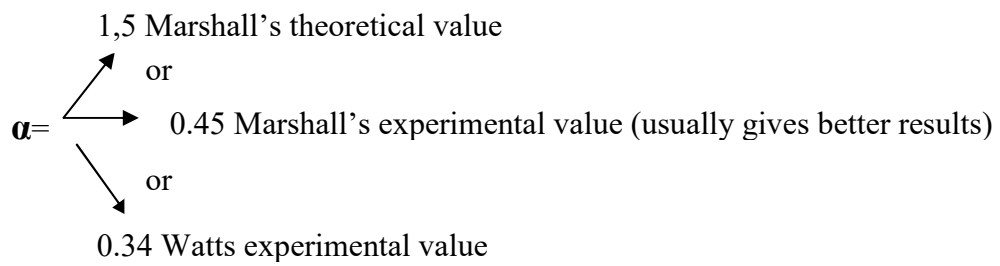 1,5 Marshall’s theoretical value
or
α= 0.45 Marshall’s experimental value (usually gives better results)
or
0.34 Watts experimental value